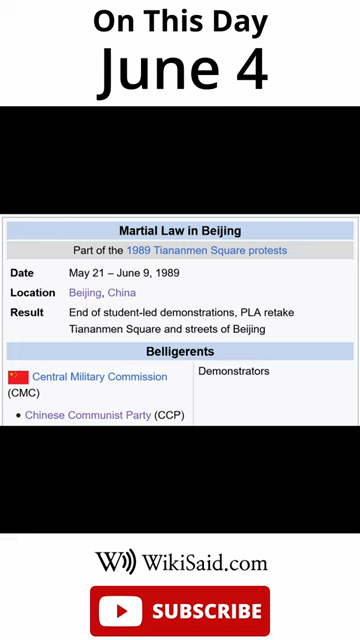 On This Day
June 4
Martial Law in Beijing
Part of the 1989 Tiananmen Square protests
Date May 21 – June 9, 1989
Location Beijing, China
Result End of student-led demonstrations, PLA retake
Tiananmen Square and streets of Beijing
Belligerents
Central Military Commission
(CMC)
• Chinese Communist Party (CCP)
Demonstrators
W WikiSaid.com
SUBSCRIBE